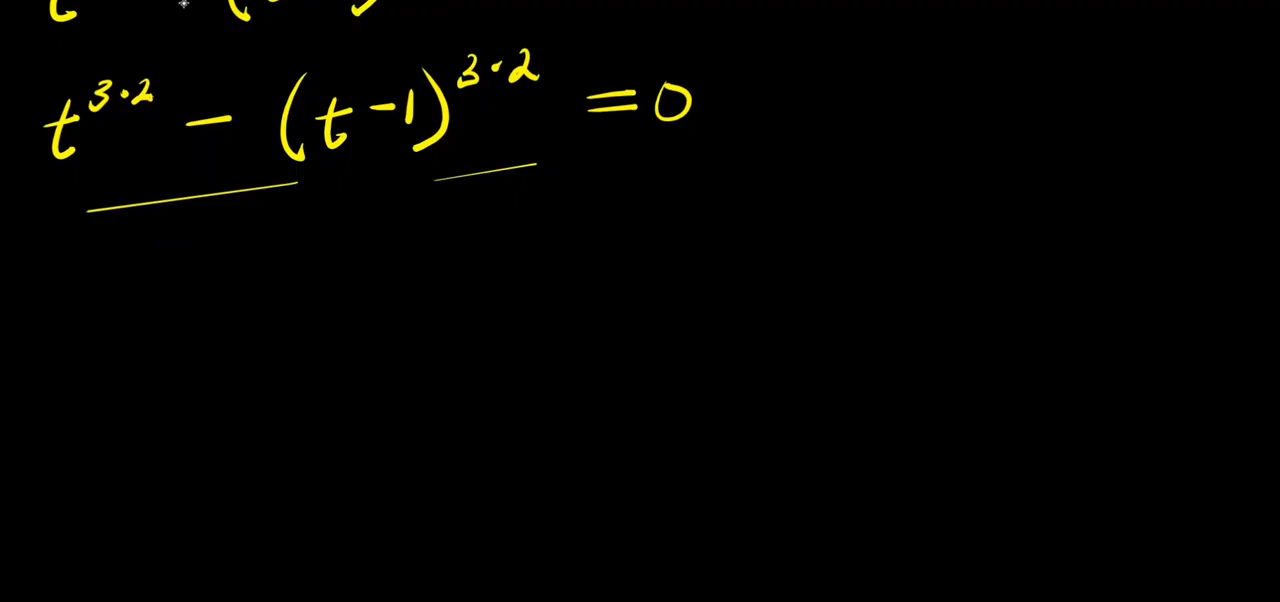 t^{3·2} - (t-1)^{3·2} = 0